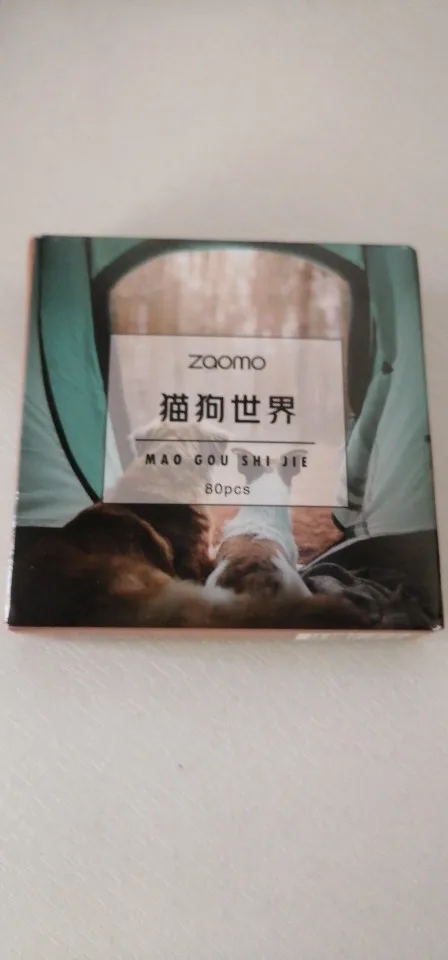 zaomo
猫狗世界
MAO GOU SHI JIE
80pcs